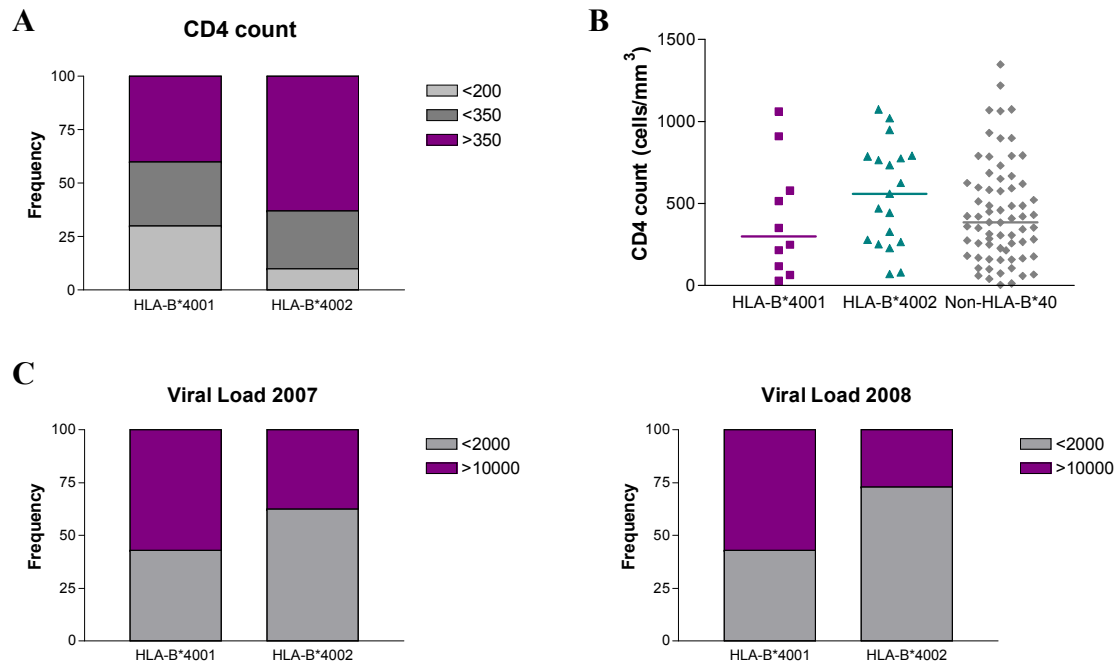 A
CD4 count
Frequency
100
75
50
25
0
HLA-B*4001
HLA-B*4002
<200
<350
>350
B
CD4 count (cells/mm³)
1500
1000
500
0
HLA-B*4001
HLA-B*4002
Non-HLA-B*40
C
Viral Load 2007
Frequency
100
75
50
25
0
HLA-B*4001
HLA-B*4002
<2000
>10000
Viral Load 2008
Frequency
100
75
50
25
0
HLA-B*4001
HLA-B*4002
<2000
>10000